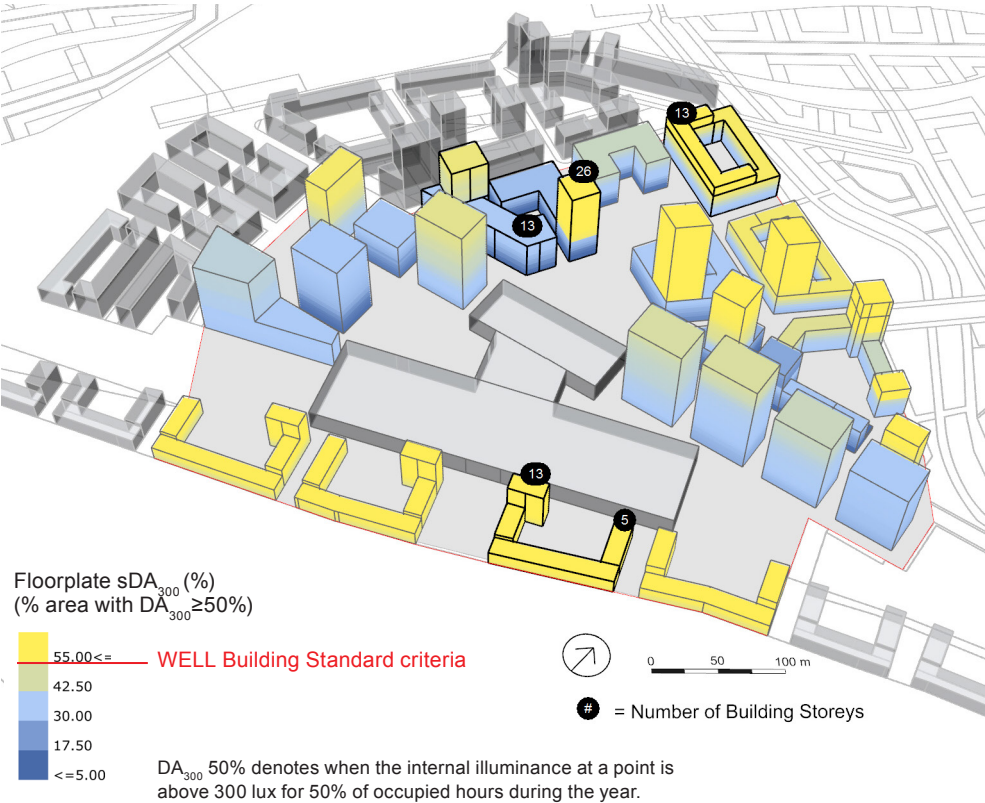 13
26
13
13
5
Floorplate sDA300 (%)
(% area with DA300≥50%)
55.00<=
WELL Building Standard criteria
42.50
30.00
17.50
<=5.00
0 50 100 m
# = Number of Building Storeys
DA300 50% denotes when the internal illuminance at a point is
above 300 lux for 50% of occupied hours during the year.